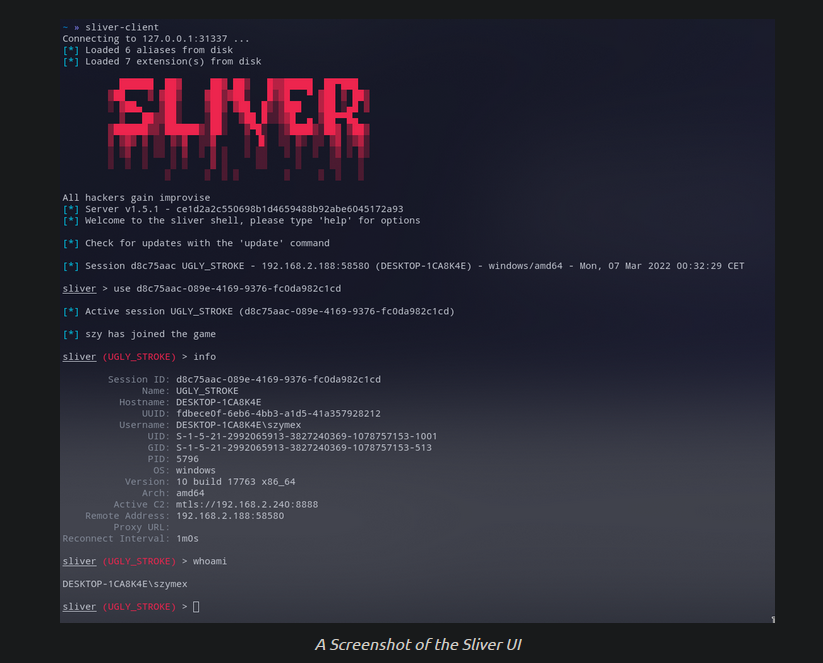 ~ » sliver-client
Connecting to 127.0.0.1:31337 ...
[*] Loaded 6 aliases from disk
[*] Loaded 7 extension(s) from disk
SLIVER
All hackers gain improvise
[*] Server v1.5.1 - ce1d2a2c550698b1d4659488b92abe6045172a93
[*] Welcome to the sliver shell, please type 'help' for options
[*] Check for updates with the 'update' command
[*] Session d8c75aac UGLY_STROKE - 192.168.2.188:58580 (DESKTOP-1CA8K4E) - windows/amd64 - Mon, 07 Mar 2022 00:32:29 CET
sliver > use d8c75aac-089e-4169-9376-fc0da982c1cd
[*] Active session UGLY_STROKE (d8c75aac-089e-4169-9376-fc0da982c1cd)
[*] szy has joined the game
sliver (UGLY_STROKE) > info
Session ID: d8c75aac-089e-4169-9376-fc0da982c1cd
Name: UGLY_STROKE
Hostname: DESKTOP-1CA8K4E
UUID: fdbece0f-6eb6-4bb3-a1d5-41a357928212
Username: DESKTOP-1CA8K4E\szymex
UID: S-1-5-21-2992065913-3827240369-1078757153-1001
GID: S-1-5-21-2992065913-3827240369-1078757153-513
PID: 5796
OS: windows
Version: 10 build 17763 x86_64
Arch: amd64
Active C2: mtls://192.168.2.240:8888
Remote Address: 192.168.2.188:58580
Proxy URL:
Reconnect Interval: 1m0s
sliver (UGLY_STROKE) > whoami
DESKTOP-1CA8K4E\szymex
sliver (UGLY_STROKE) >
A Screenshot of the Sliver UI